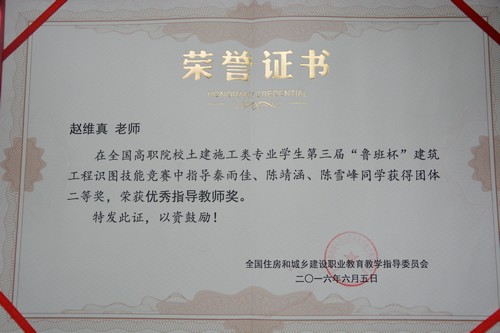 荣誉证书
HONORARY CREDENTIAL
赵维真 老师
在全国高职院校土建施工类专业学生第三届“鲁班杯”建筑
工程识图技能竞赛中指导秦雨佳、陈靖涵、陈雪峰同学获得团体
二等奖，荣获优秀指导教师奖。
特发此证，以资鼓励！
全国住房和城乡建设职业教育教学指导委员会
二〇一六年六月五日